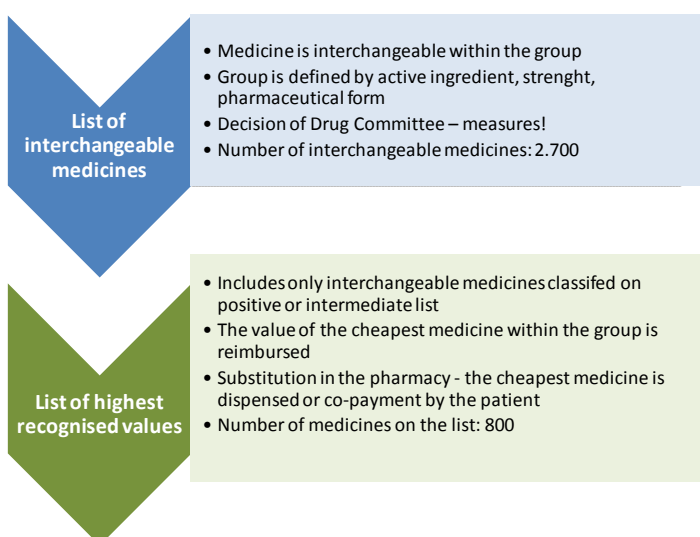 List of
interchangeable
medicines
• Medicine is interchangeable within the group
• Group is defined by active ingredient, strenght,
pharmaceutical form
• Decision of Drug Committee – measures!
• Number of interchangeable medicines: 2.700
List of highest
recognised values
• Includes only interchangeable medicines classifed on
positive or intermediate list
• The value of the cheapest medicine within the group is
reimbursed
• Substitution in the pharmacy - the cheapest medicine is
dispensed or co-payment by the patient
• Number of medicines on the list: 800